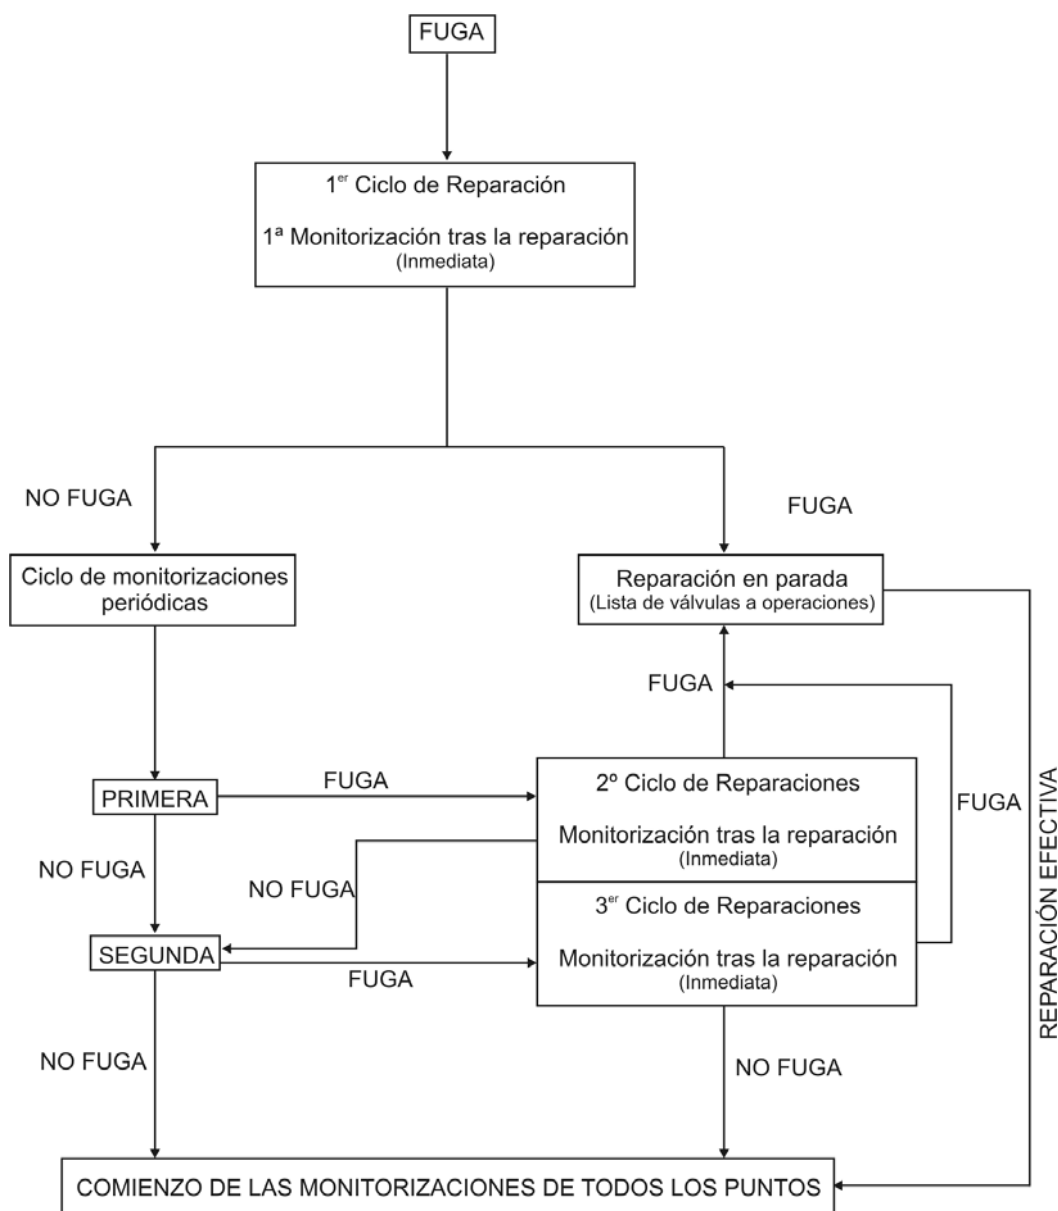 FUGA
1er Ciclo de Reparación
1ª Monitorización tras la reparación
(Inmediata)
NO FUGA
FUGA
Ciclo de monitorizaciones
periódicas
Reparación en parada
(Lista de válvulas a operaciones)
FUGA
PRIMERA
FUGA
2º Ciclo de Reparaciones
Monitorización tras la reparación
(Inmediata)
FUGA
REPARACIÓN EFECTIVA
NO FUGA
NO FUGA
3er Ciclo de Reparaciones
Monitorización tras la reparación
(Inmediata)
SEGUNDA
FUGA
NO FUGA
NO FUGA
COMIENZO DE LAS MONITORIZACIONES DE TODOS LOS PUNTOS